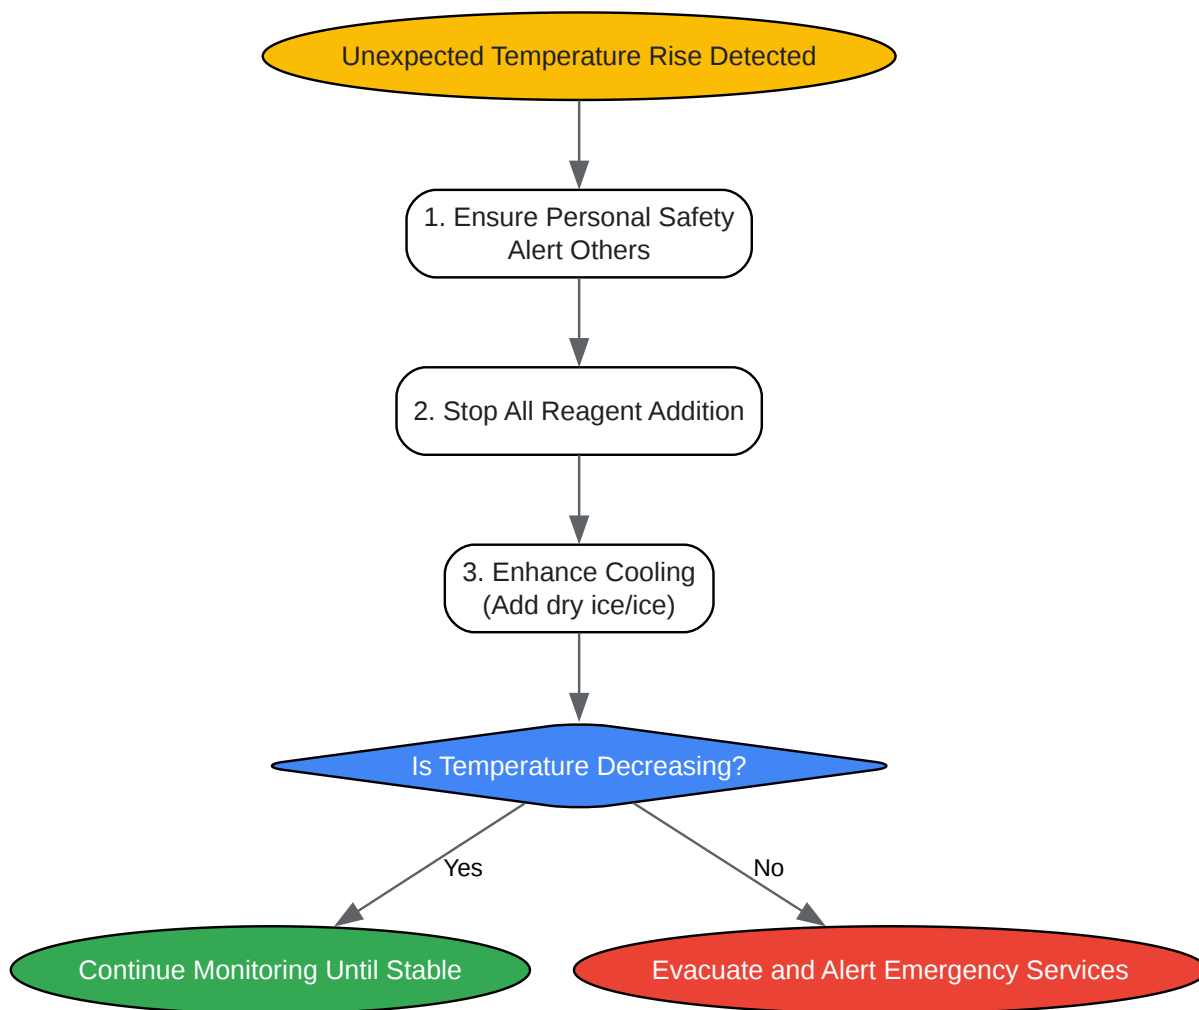 Unexpected Temperature Rise Detected
1. Ensure Personal Safety
Alert Others
2. Stop All Reagent Addition
3. Enhance Cooling
(Add dry ice/ice)
Is Temperature Decreasing?
Yes
No
Continue Monitoring Until Stable
Evacuate and Alert Emergency Services